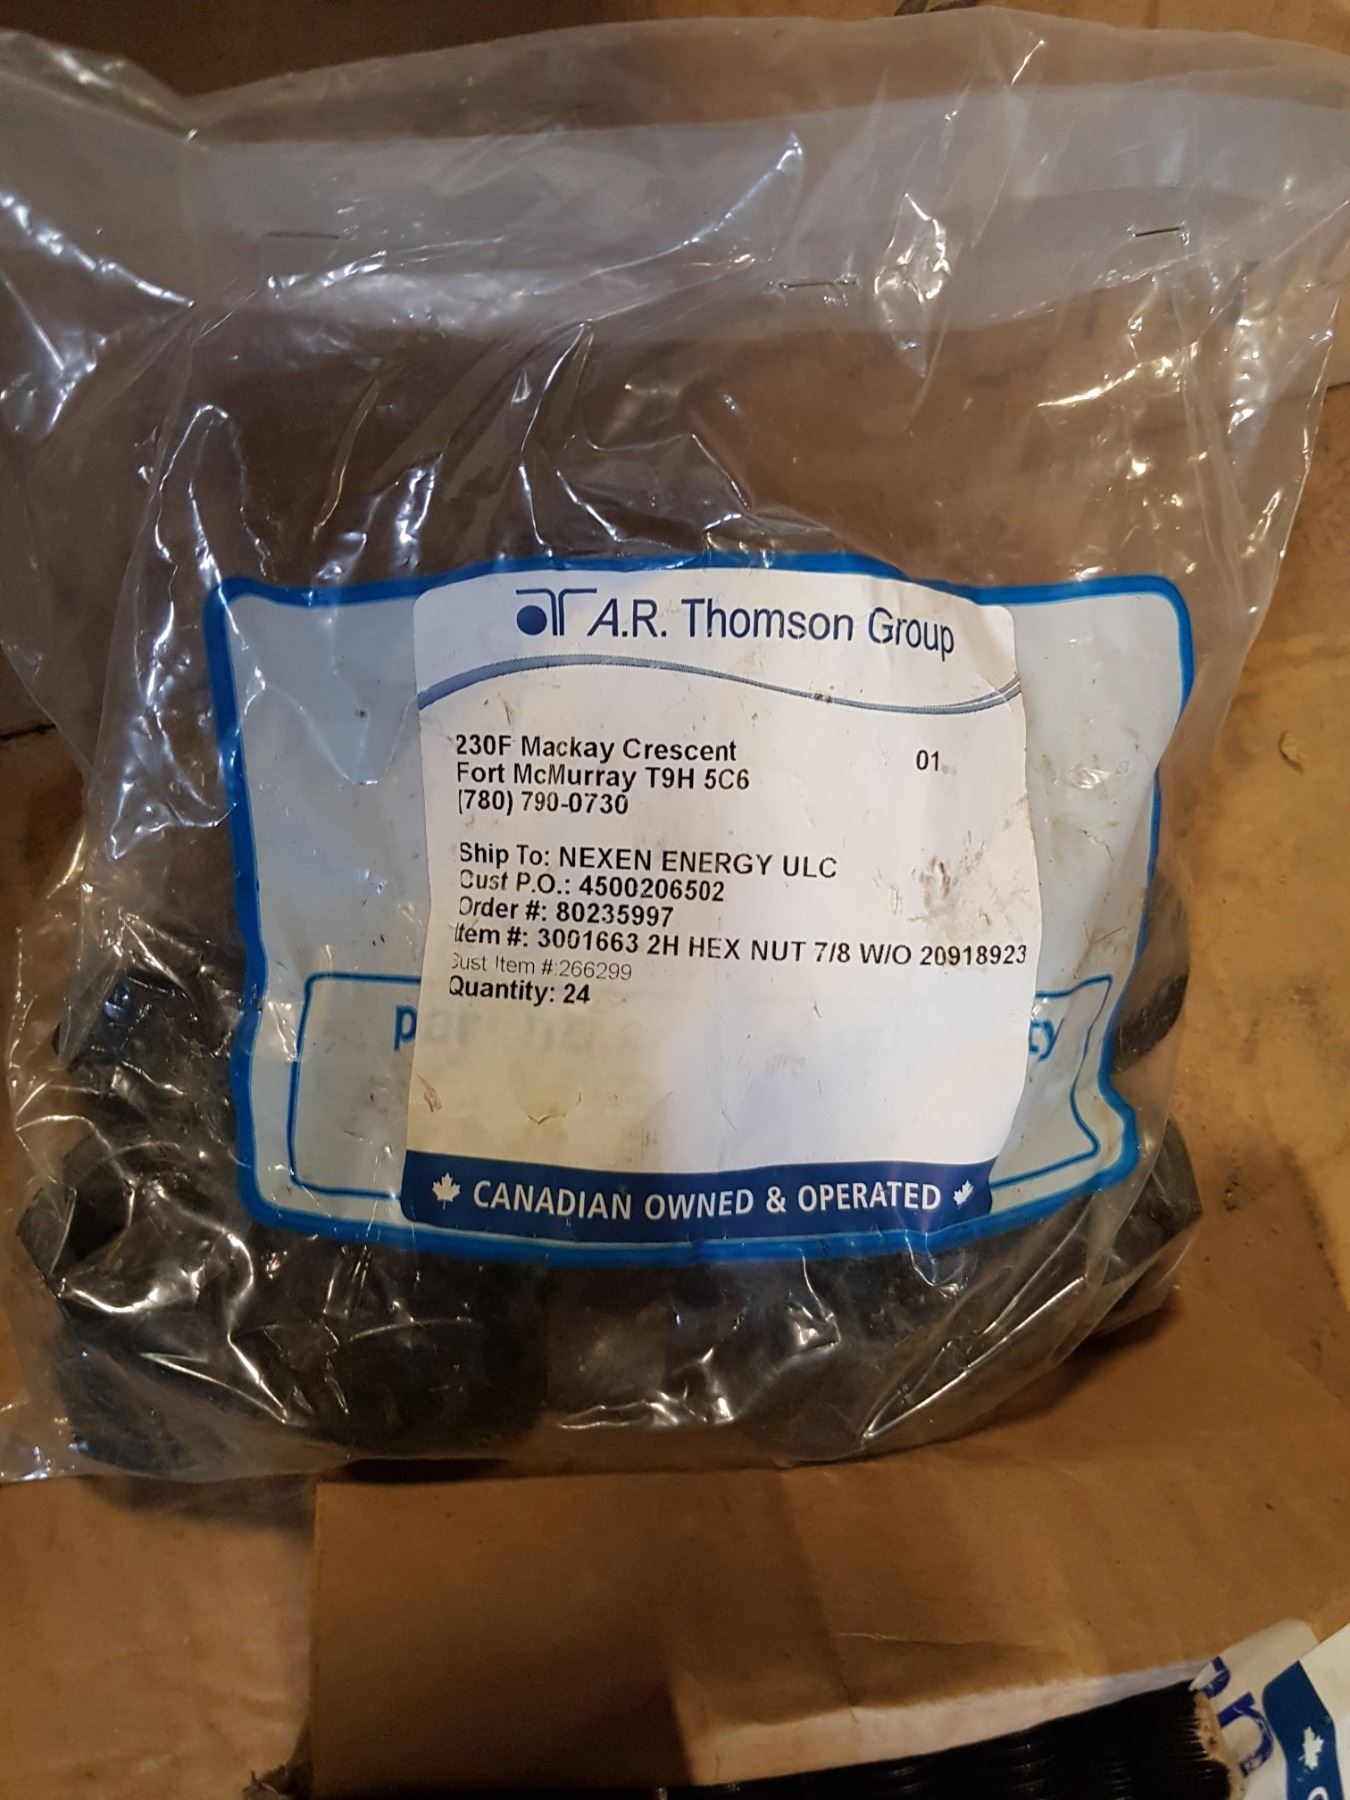 A.R. Thomson Group
230F Mackay Crescent 01
Fort McMurray T9H 5C6
(780) 790-0730
Ship To: NEXEN ENERGY ULC
Cust P.O.: 4500206502
Order #: 80235997
Item #: 3001663 2H HEX NUT 7/8 W/O 20918923
Cust Item #:266299
Quantity: 24
CANADIAN OWNED & OPERATED